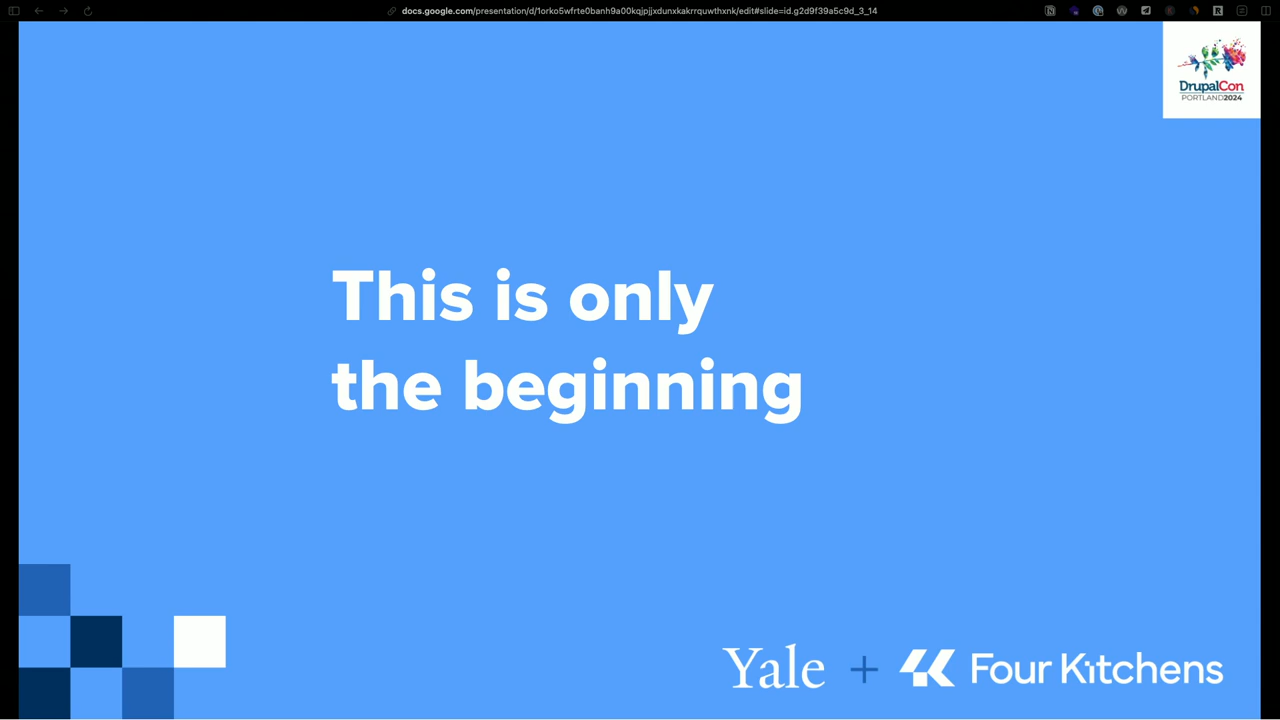 docs.google.com/presentation/d/1orko5wfrte0banh9a00kqjpjjxdunxkakrrquwthxnk/edit#slide=id.g2d9f39a5c9d_3_14
DrupalCon
PORTLAND2024
This is only
the beginning
Yale + Four Kitchens